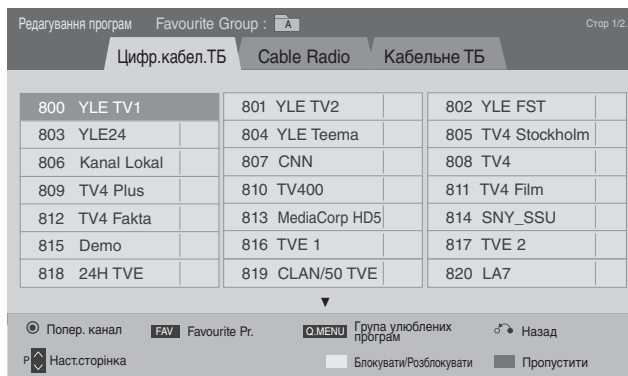 Редагування програм Favourite Group : A Стор 1/2.
Цифр.кабел.ТБ Cable Radio Кабельне ТБ
800 YLE TV1 801 YLE TV2 802 YLE FST
803 YLE24 804 YLE Teema 805 TV4 Stockholm
806 Kanal Lokal 807 CNN 808 TV4
809 TV4 Plus 810 TV400 811 TV4 Film
812 TV4 Fakta 813 MediaCorp HD5 814 SNY_SSU
815 Demo 816 TVE 1 817 TVE 2
818 24H TVE 819 CLAN/50 TVE 820 LA7
Попер. канал FAV Favourite Pr. Q.MENU Група улюблених
програм Назад
P Наст.сторінка Блокувати/Розблокувати Пропустити